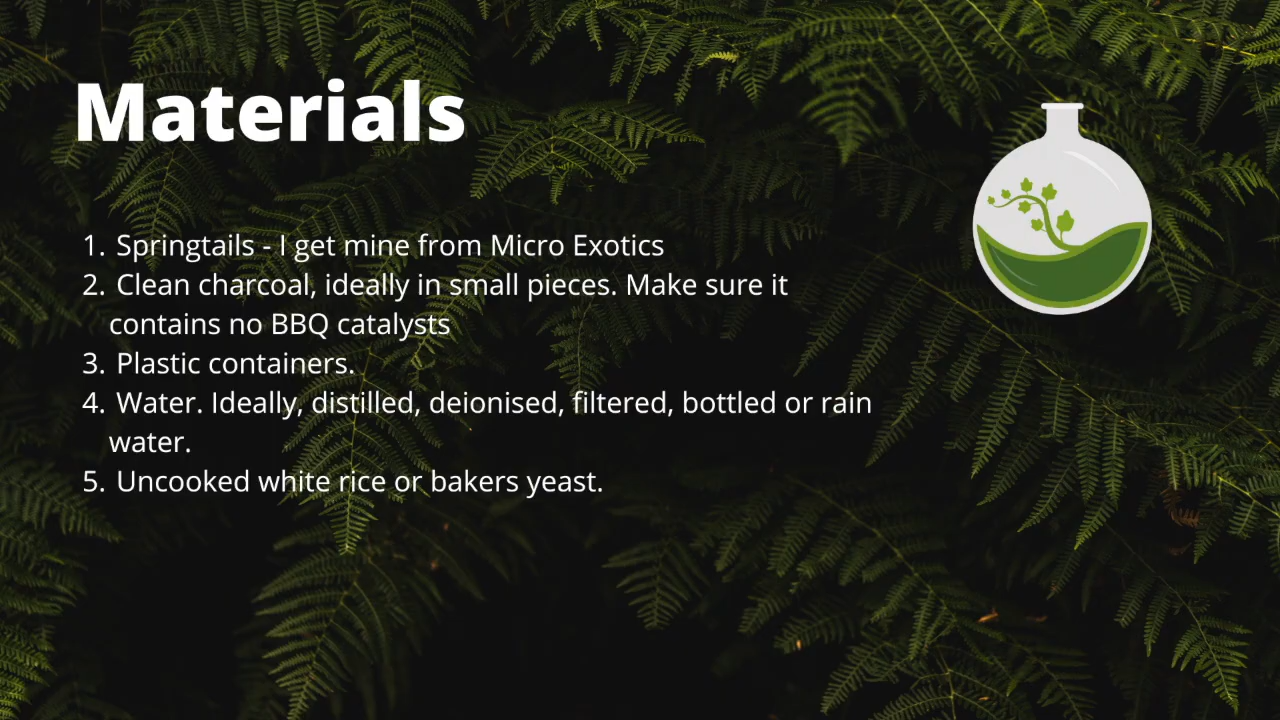 Materials
1. Springtails - I get mine from Micro Exotics
2. Clean charcoal, ideally in small pieces. Make sure it
contains no BBQ catalysts
3. Plastic containers.
4. Water. Ideally, distilled, deionised, filtered, bottled or rain
water.
5. Uncooked white rice or bakers yeast.